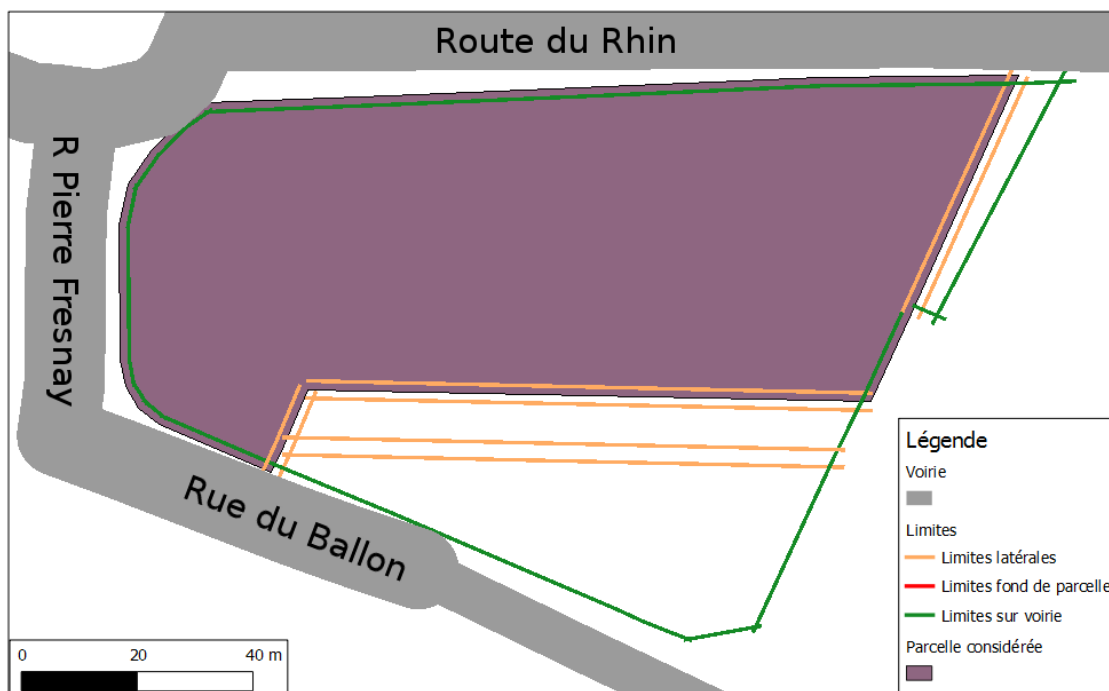 Route du Rhin
R Pierre Fresnay
Rue du Ballon
Légende
Voirie
Limites
Limites latérales
Limites fond de parcelle
Limites sur voirie
Parcelle considérée
0 20 40 m